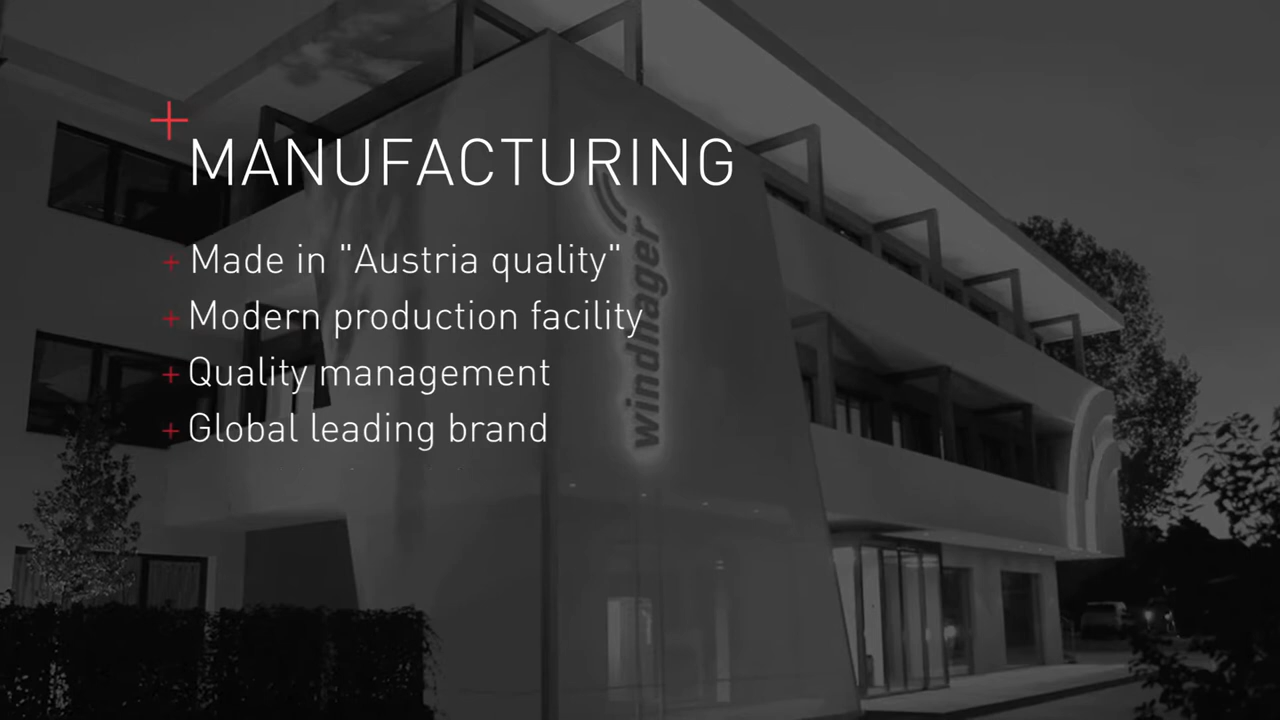 MANUFACTURING
Made in "Austria quality"
Modern production facility
Quality management
Global leading brand
windhager